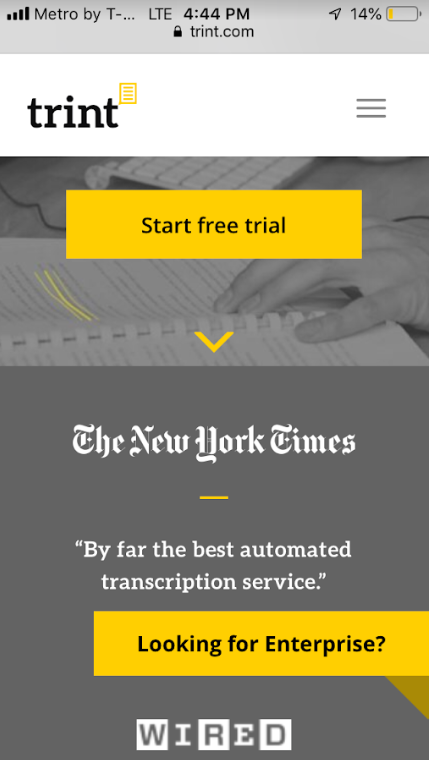 Metro by T-... LTE 4:44 PM 14%
trint.com
trint
Start free trial
The New York Times
“By far the best automated
transcription service.”
Looking for Enterprise?
WIRED